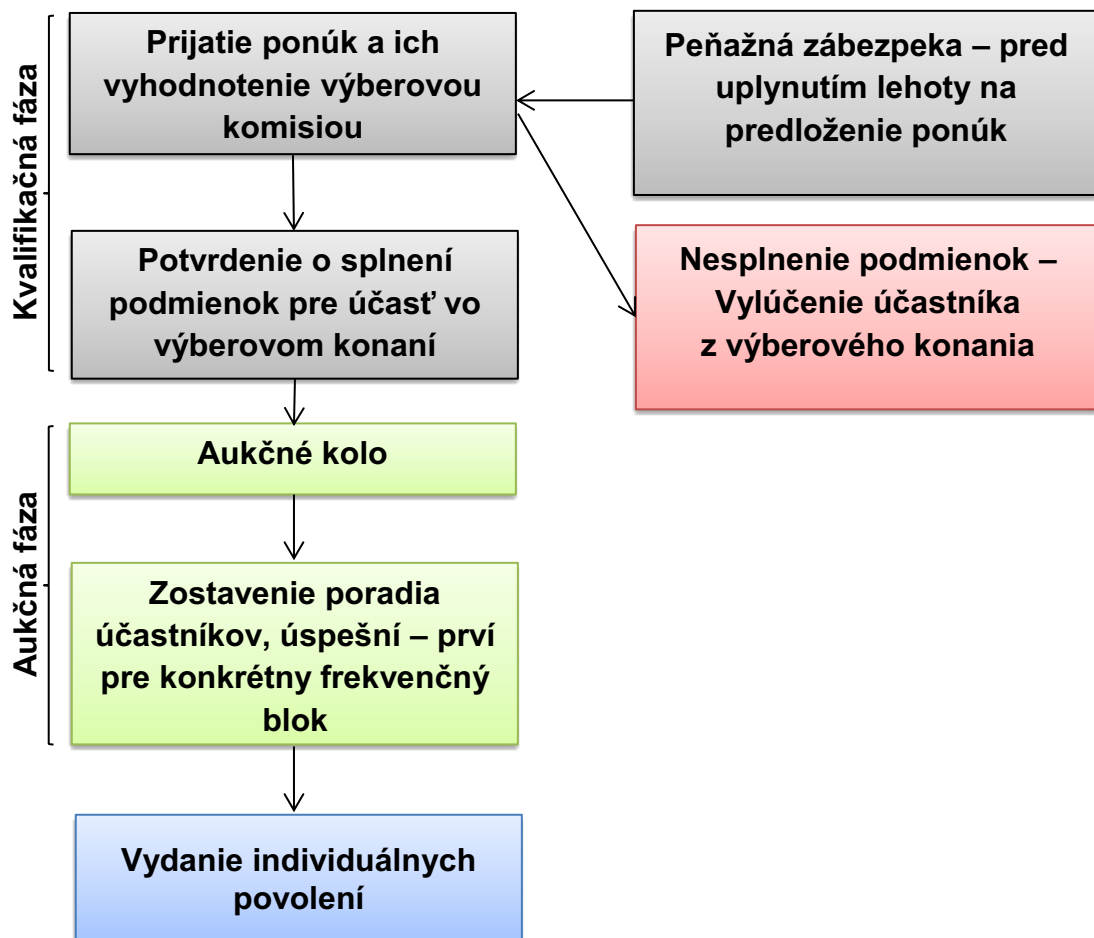 Kvalifikačná fáza
Prijatie ponúk a ich
vyhodnotenie výberovou
komisiou
Peňažná zábezpeka – pred
uplynutím lehoty na
predloženie ponúk
Potvrdenie o splnení
podmienok pre účasť vo
výberovom konaní
Nesplnenie podmienok –
Vylúčenie účastníka
z výberového konania
Aukčná fáza
Aukčné kolo
Zostavenie poradia
účastníkov, úspešní – prví
pre konkrétny frekvenčný
blok
Vydanie individuálnych
povolení